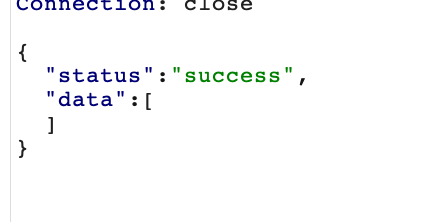 Connection: close
{
"status":"success",
"data":[
]
}